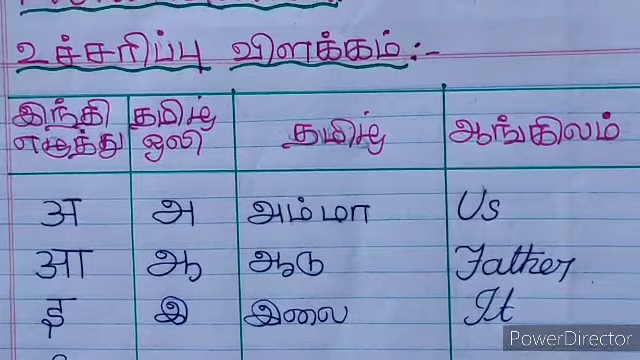 உச்சரிப்பு விளக்கம்:-
இந்தி எழுத்து தமிழ் ஒலி தமிழ் ஆங்கிலம்
अ அ அம்மா Us
आ ஆ ஆடு Father
इ இ இலை It
PowerDirector